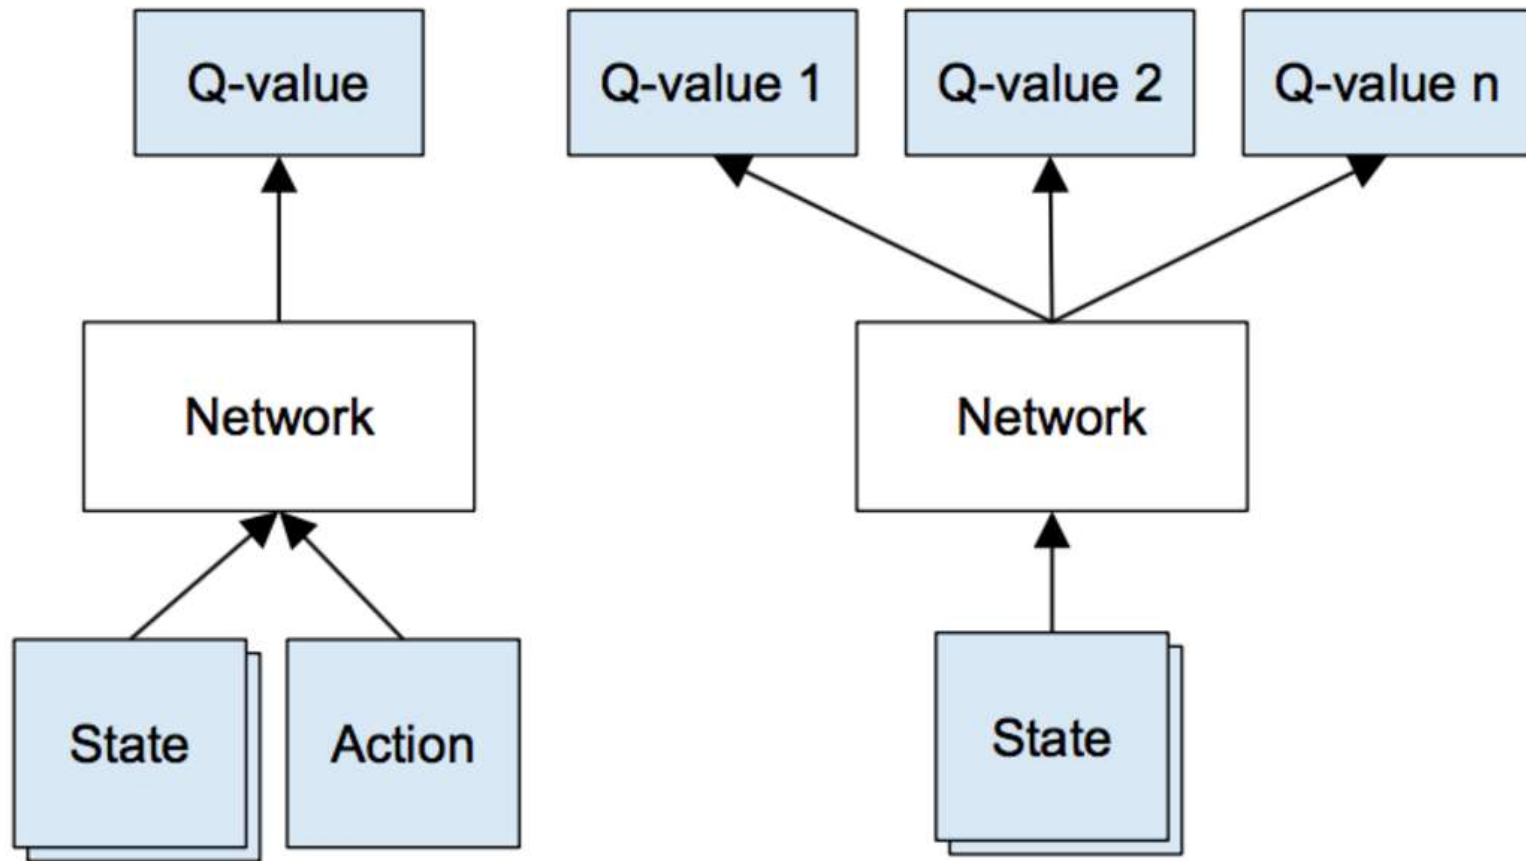 Q-value
Q-value 1
Q-value 2
Q-value n
Network
Network
State
Action
State